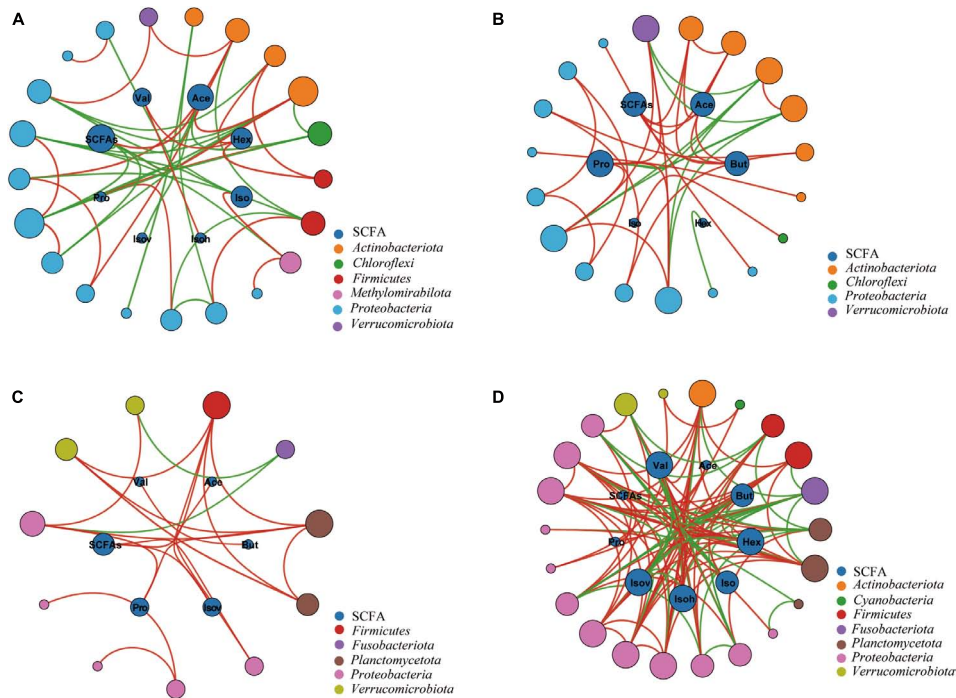 A
Val
Ace
SCFAs
Hex
Pro
Iso
Isov
Isoh
SCFA
Actinobacteriota
Chloroflexi
Firmicutes
Methylomirabilota
Proteobacteria
Verrucomicrobiota
B
SCFAs
Ace
Pro
But
Iso
Hex
SCFA
Actinobacteriota
Chloroflexi
Proteobacteria
Verrucomicrobiota
C
Val
Ace
SCFAs
But
Pro
Isov
SCFA
Firmicutes
Fusobacteriota
Planctomycetota
Proteobacteria
Verrucomicrobiota
D
Val
Ace
SCFAs
But
Pro
Hex
Isov
Iso
Isoh
SCFA
Actinobacteriota
Cyanobacteria
Firmicutes
Fusobacteriota
Planctomycetota
Proteobacteria
Verrucomicrobiota